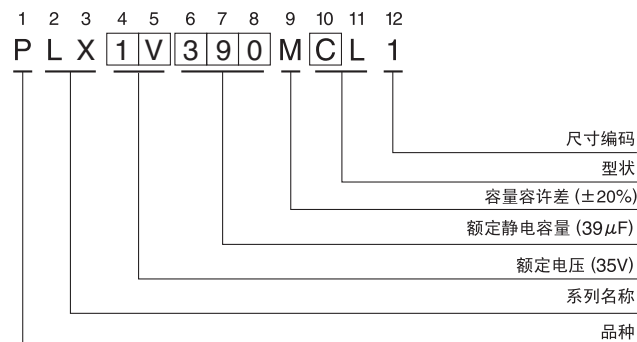 1 2 3 4 5 6 7 8 9 10 11 12
P L X 1 V 3 9 0 M C L 1
尺寸编码
型状
容量容许差 (±20%)
额定静电容量 (39μF)
额定电压 (35V)
系列名称
品种